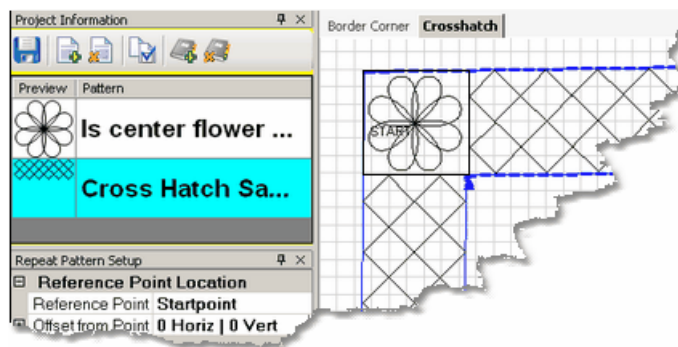 Project Information
Border Corner Crosshatch
Preview Pattern
Is center flower ...
START
Cross Hatch Sa...
Repeat Pattern Setup
Reference Point Location
Reference Point Startpoint
Offset from Point 0 Horiz | 0 Vert